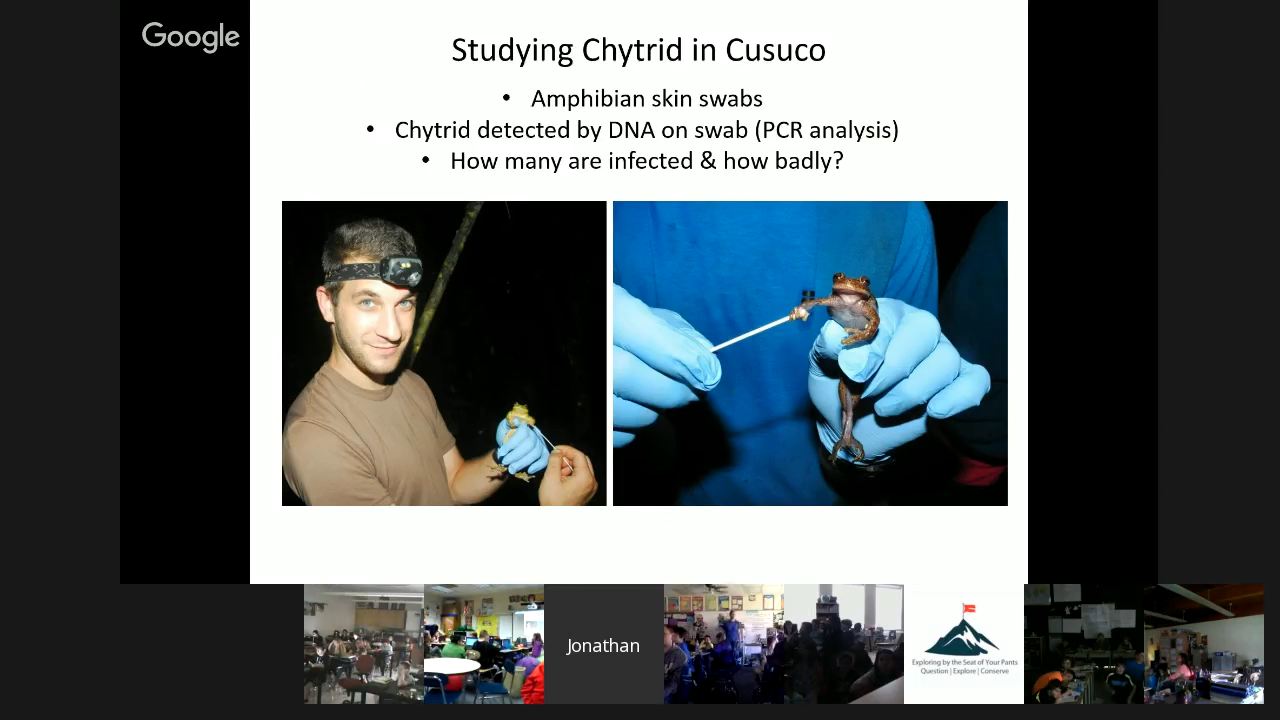 Google
Studying Chytrid in Cusuco
• Amphibian skin swabs
• Chytrid detected by DNA on swab (PCR analysis)
• How many are infected & how badly?
Jonathan
Exploring by the Seat of Your Pants
Question | Explore | Conserve